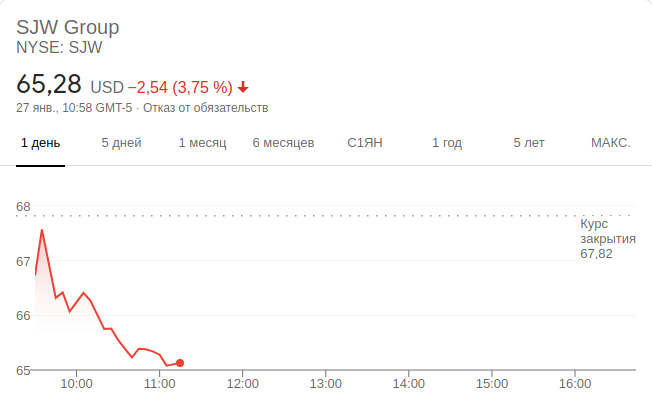 SJW Group
NYSE: SJW
65,28 USD −2,54 (3,75 %)
27 янв., 10:58 GMT-5 · Отказ от обязательств
1 день 5 дней 1 месяц 6 месяцев С1ЯН 1 год 5 лет МАКС.
68
Курс
закрытия
67,82
67
66
65
10:00 11:00 12:00 13:00 14:00 15:00 16:00